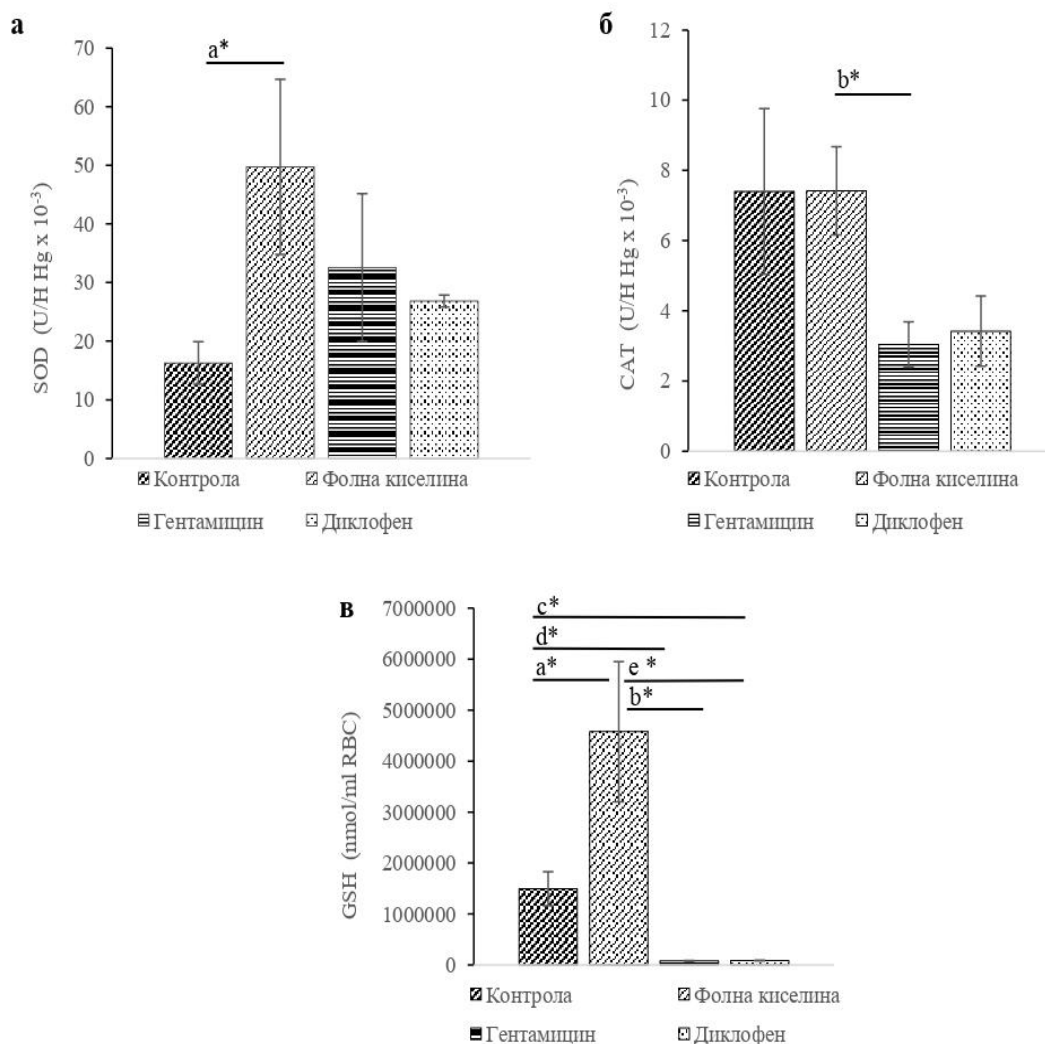 а
a*
70
60
50
40
30
20
10
0
SOD (U/H Hg x 10⁻³)
Контрола
Фолна киселина
Гентамицин
Диклофен
б
b*
12
10
8
6
4
2
0
CAT (U/H Hg x 10⁻³)
Контрола
Фолна киселина
Гентамицин
Диклофен
в
c*
d*
a*
e *
b*
7000000
6000000
5000000
4000000
3000000
2000000
1000000
0
GSH (nmol/ml RBC)
Контрола
Фолна киселина
Гентамицин
Диклофен